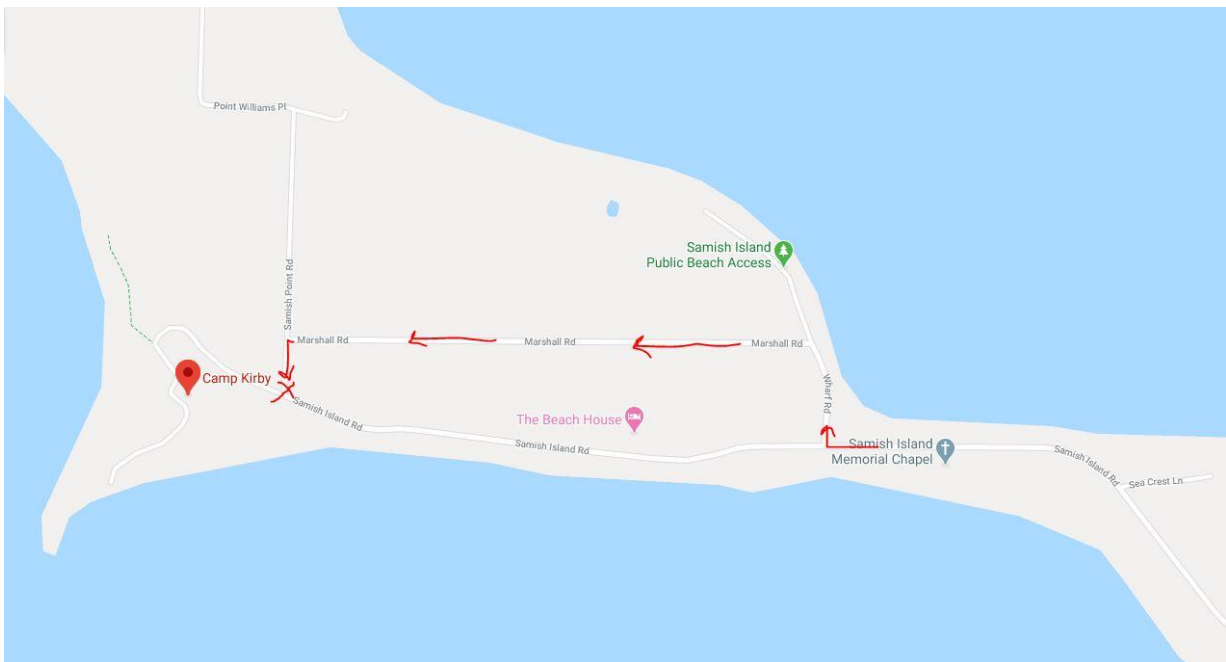 Point Williams Pl
Samish Island
Public Beach Access
Samish Point Rd
Marshall Rd
Marshall Rd
Marshall Rd
Camp Kirby
Wharf Rd
Samish Island Rd
The Beach House
Samish Island Rd
Samish Island
Memorial Chapel
Samish Island Rd
Sea Crest Ln